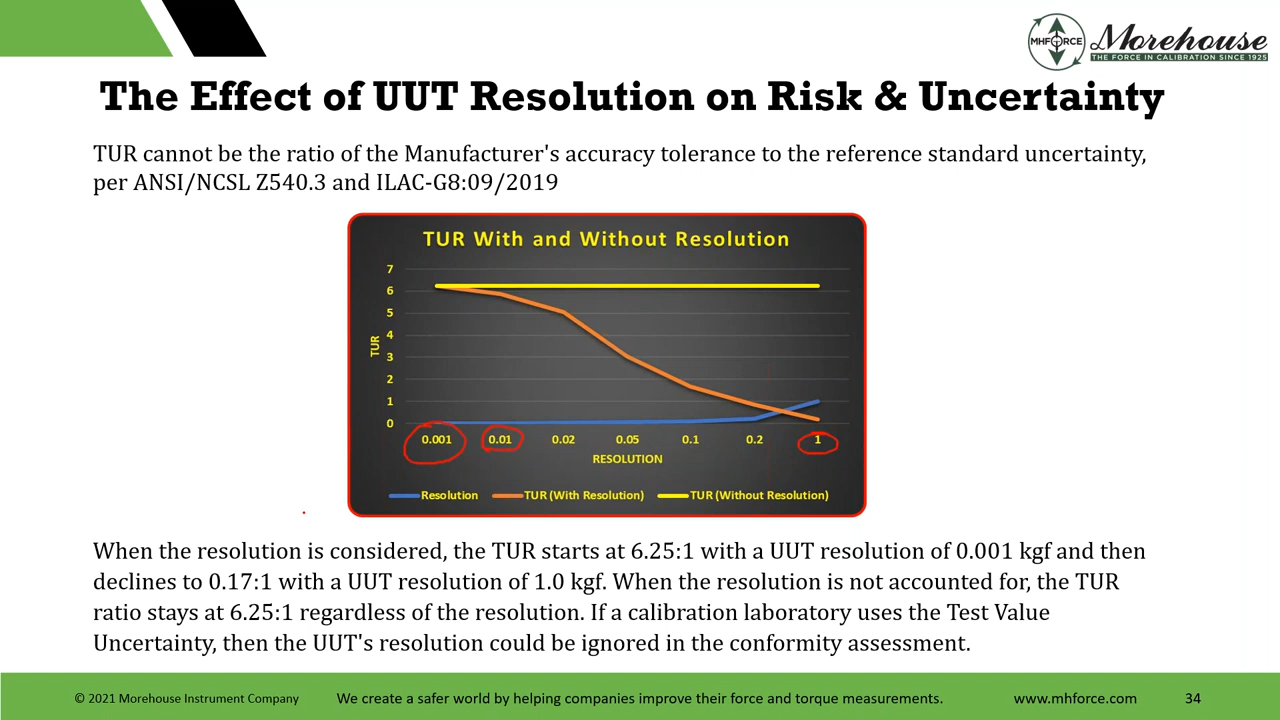 MHFORCE
Morehouse
THE FORCE IN CALIBRATION SINCE 1925
The Effect of UUT Resolution on Risk & Uncertainty
TUR cannot be the ratio of the Manufacturer's accuracy tolerance to the reference standard uncertainty,
per ANSI/NCSL Z540.3 and ILAC-G8:09/2019
TUR With and Without Resolution
7
6
5
4
3
2
1
0
TUR
0.001 0.01 0.02 0.05 0.1 0.2 1
RESOLUTION
Resolution TUR (With Resolution) TUR (Without Resolution)
When the resolution is considered, the TUR starts at 6.25:1 with a UUT resolution of 0.001 kgf and then
declines to 0.17:1 with a UUT resolution of 1.0 kgf. When the resolution is not accounted for, the TUR
ratio stays at 6.25:1 regardless of the resolution. If a calibration laboratory uses the Test Value
Uncertainty, then the UUT's resolution could be ignored in the conformity assessment.
© 2021 Morehouse Instrument Company We create a safer world by helping companies improve their force and torque measurements. www.mhforce.com 34